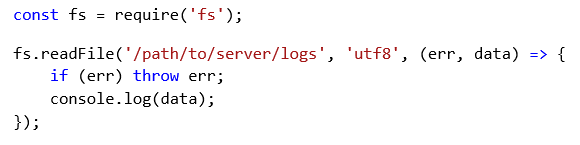 const fs = require('fs');
fs.readFile('/path/to/server/logs', 'utf8', (err, data) => {
    if (err) throw err;
    console.log(data);
});